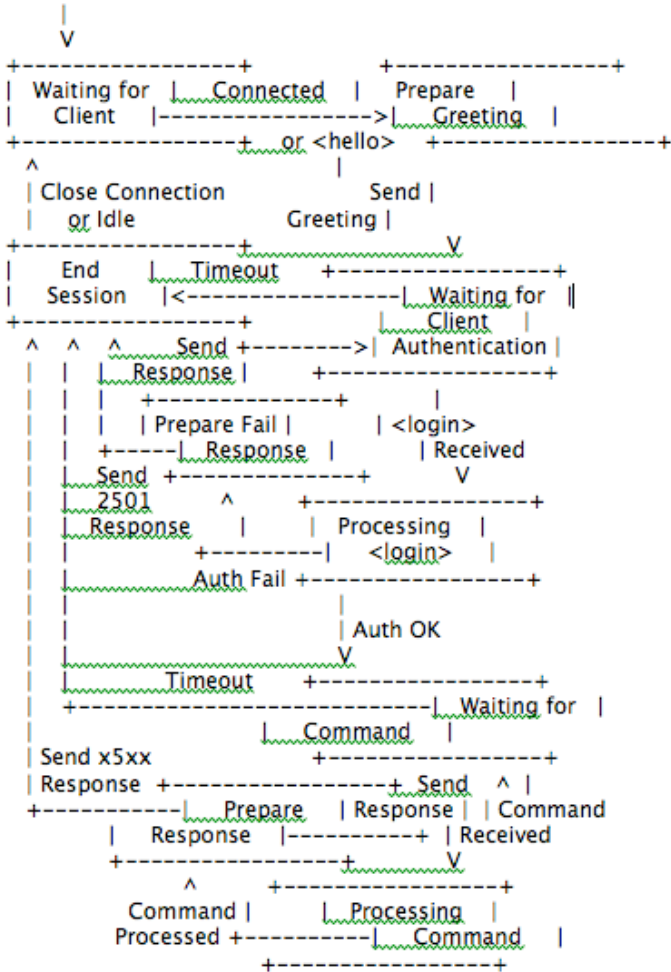 |
V
+-----------------+ +-----------------+
| Waiting for | Connected | Prepare |
| Client |----------------->| Greeting |
+-----------------+ or <hello> +-----------------+
^ |
| Close Connection Send |
| or Idle Greeting |
+-----------------+ V
| End | Timeout +-----------------+
| Session |<-----------------| Waiting for |
+-----------------+ | Client |
^ ^ ^ Send +-------->| Authentication |
| | | Response | +-----------------+
| | | +--------------+ |
| | | | Prepare Fail | | <login>
| | +-----| Response | | Received
| | Send +--------------+ V
| | 2501 ^ +-----------------+
| | Response | | Processing |
| | +---------| <login> |
| | Auth Fail +-----------------+
| | |
| | | Auth OK
| | V
| | Timeout +-----------------+
| +----------------------------| Waiting for |
| | Command |
| Send x5xx +-----------------+
| Response +-----------------+ Send ^ |
+-----------| Prepare | Response | | Command
| Response |----------+ | Received
+-----------------+ V
^ +-----------------+
Command | | Processing |
Processed +-----------| Command |
+-----------------+